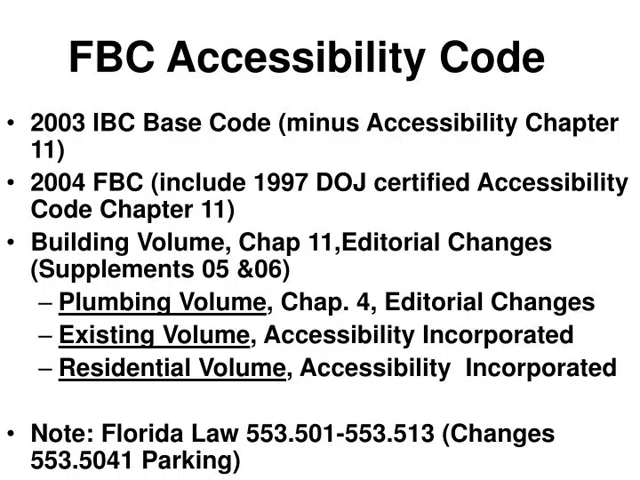 FBC Accessibility Code
• 2003 IBC Base Code (minus Accessibility Chapter
11)
• 2004 FBC (include 1997 DOJ certified Accessibility
Code Chapter 11)
• Building Volume, Chap 11,Editorial Changes
(Supplements 05 &06)
– Plumbing Volume, Chap. 4, Editorial Changes
– Existing Volume, Accessibility Incorporated
– Residential Volume, Accessibility  Incorporated
• Note: Florida Law 553.501-553.513 (Changes
553.5041 Parking)